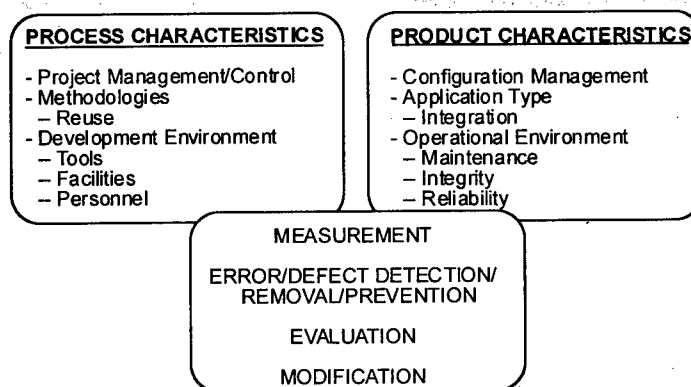 PROCESS CHARACTERISTICS
- Project Management/Control
- Methodologies
– Reuse
- Development Environment
– Tools
– Facilities
– Personnel
PRODUCT CHARACTERISTICS
- Configuration Management
- Application Type
– Integration
- Operational Environment
– Maintenance
– Integrity
– Reliability
MEASUREMENT
ERROR/DEFECT DETECTION/
REMOVAL/PREVENTION
EVALUATION
MODIFICATION